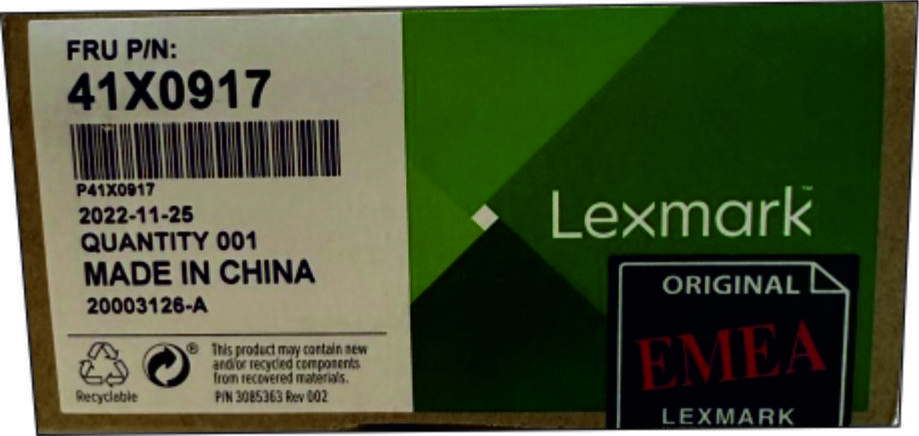 FRU P/N:
41X0917
P41X0917
2022-11-25
QUANTITY 001
MADE IN CHINA
20003126-A
Recyclable
®
This product may contain new
and/or recycled components
from recovered materials.
P/N 3085363 Rev 002
Lexmark™
ORIGINAL
EMEA
LEXMARK